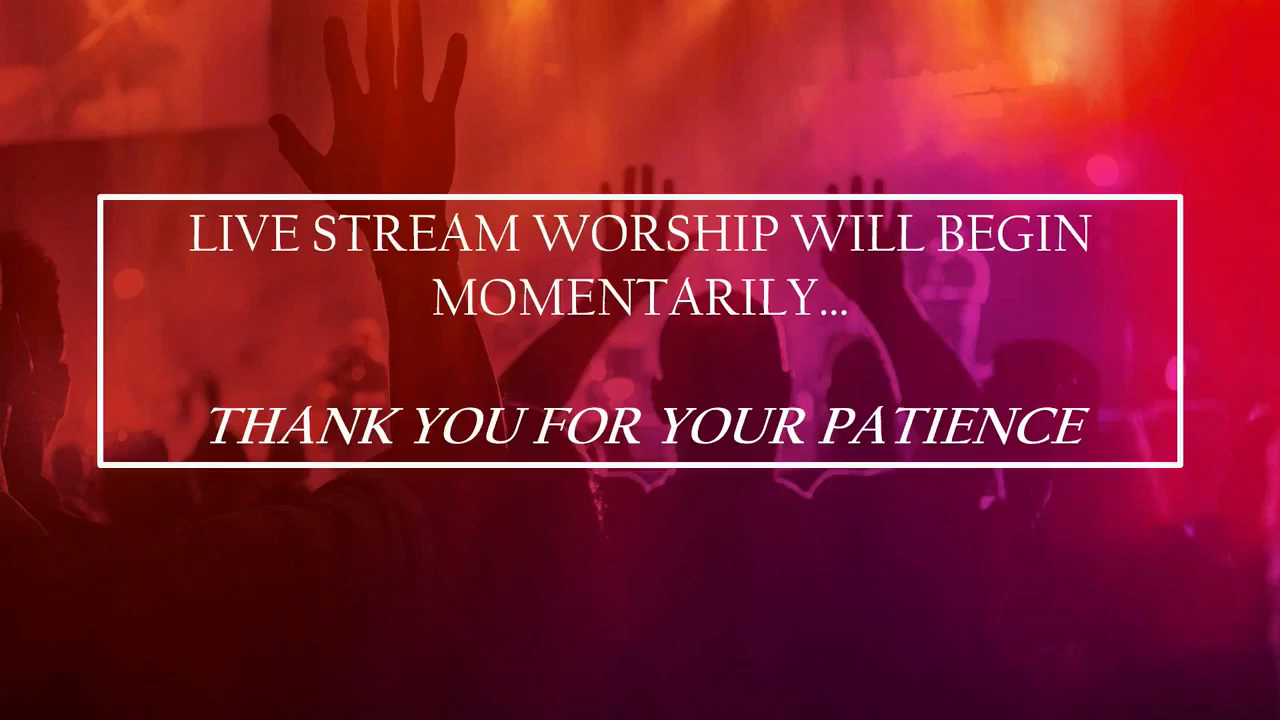 LIVE STREAM WORSHIP WILL BEGIN
MOMENTARILY...
THANK YOU FOR YOUR PATIENCE